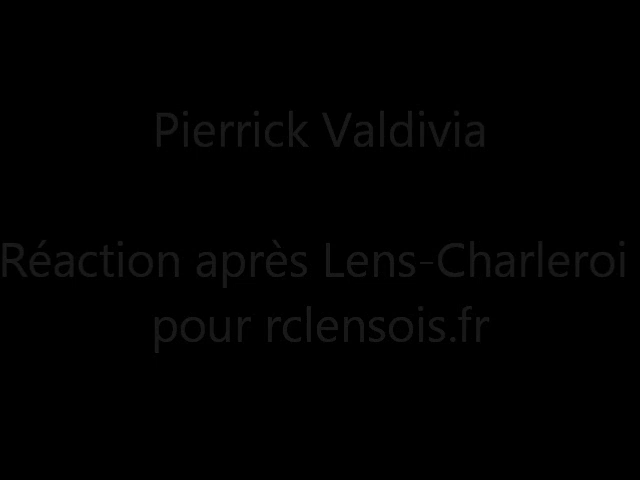 Pierrick Valdivia
Réaction après Lens-Charleroi
pour rclensois.fr